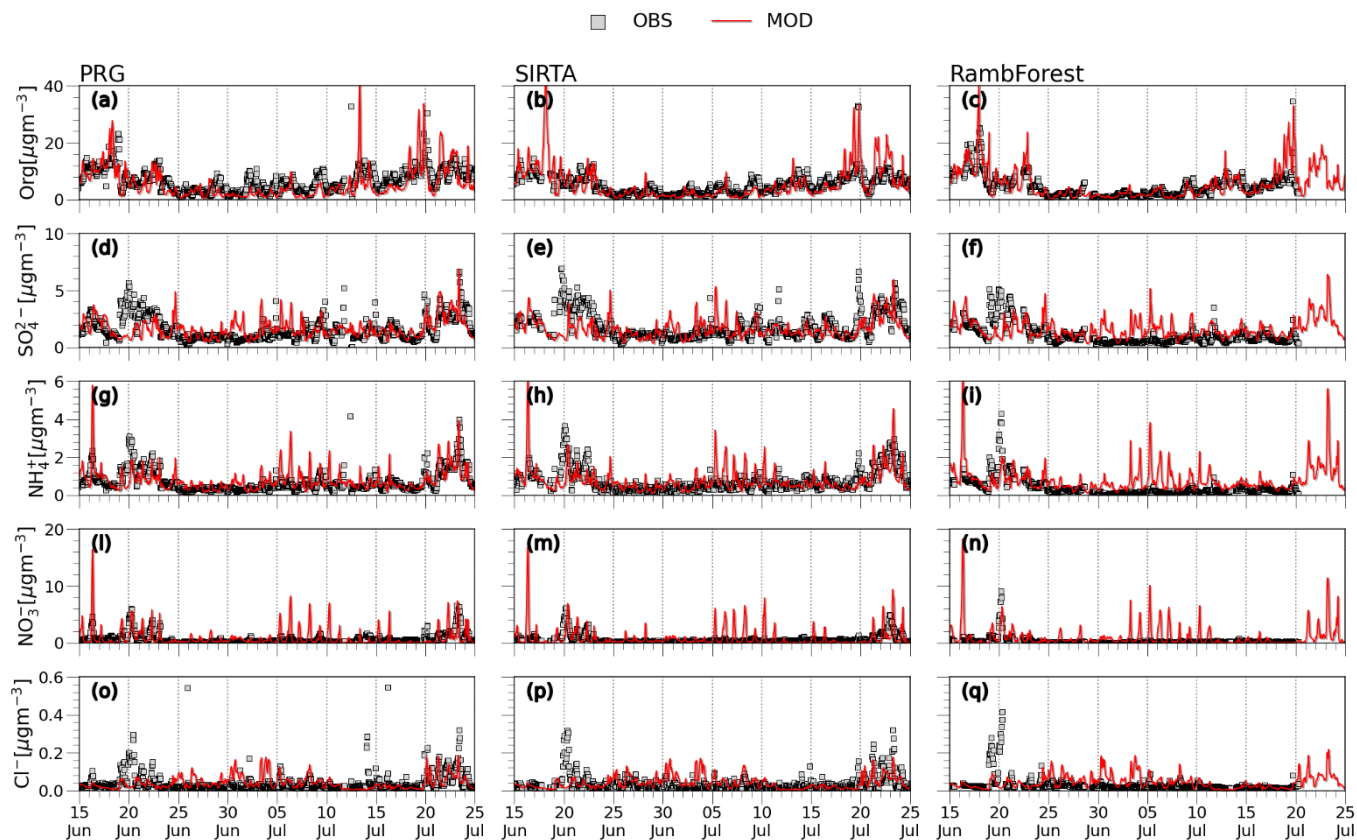 OBS MOD
PRG SIRTA RambForest
Org[μgm⁻³]
40 20 0
(a) (b) (c)
SO₄²⁻[μgm⁻³]
10 5 0
(d) (e) (f)
NH₄⁺[μgm⁻³]
6 4 2 0
(g) (h) (i)
NO₃⁻[μgm⁻³]
20 10 0
(l) (m) (n)
Cl⁻[μgm⁻³]
0.6 0.4 0.2 0.0
(o) (p) (q)
15 20 25 30 05 10 15 20 25 15 20 25 30 05 10 15 20 25 15 20 25 30 05 10 15 20 25
Jun Jun Jun Jun Jul Jul Jul Jul Jul Jun Jun Jun Jun Jul Jul Jul Jul Jul Jun Jun Jun Jun Jul Jul Jul Jul Jul